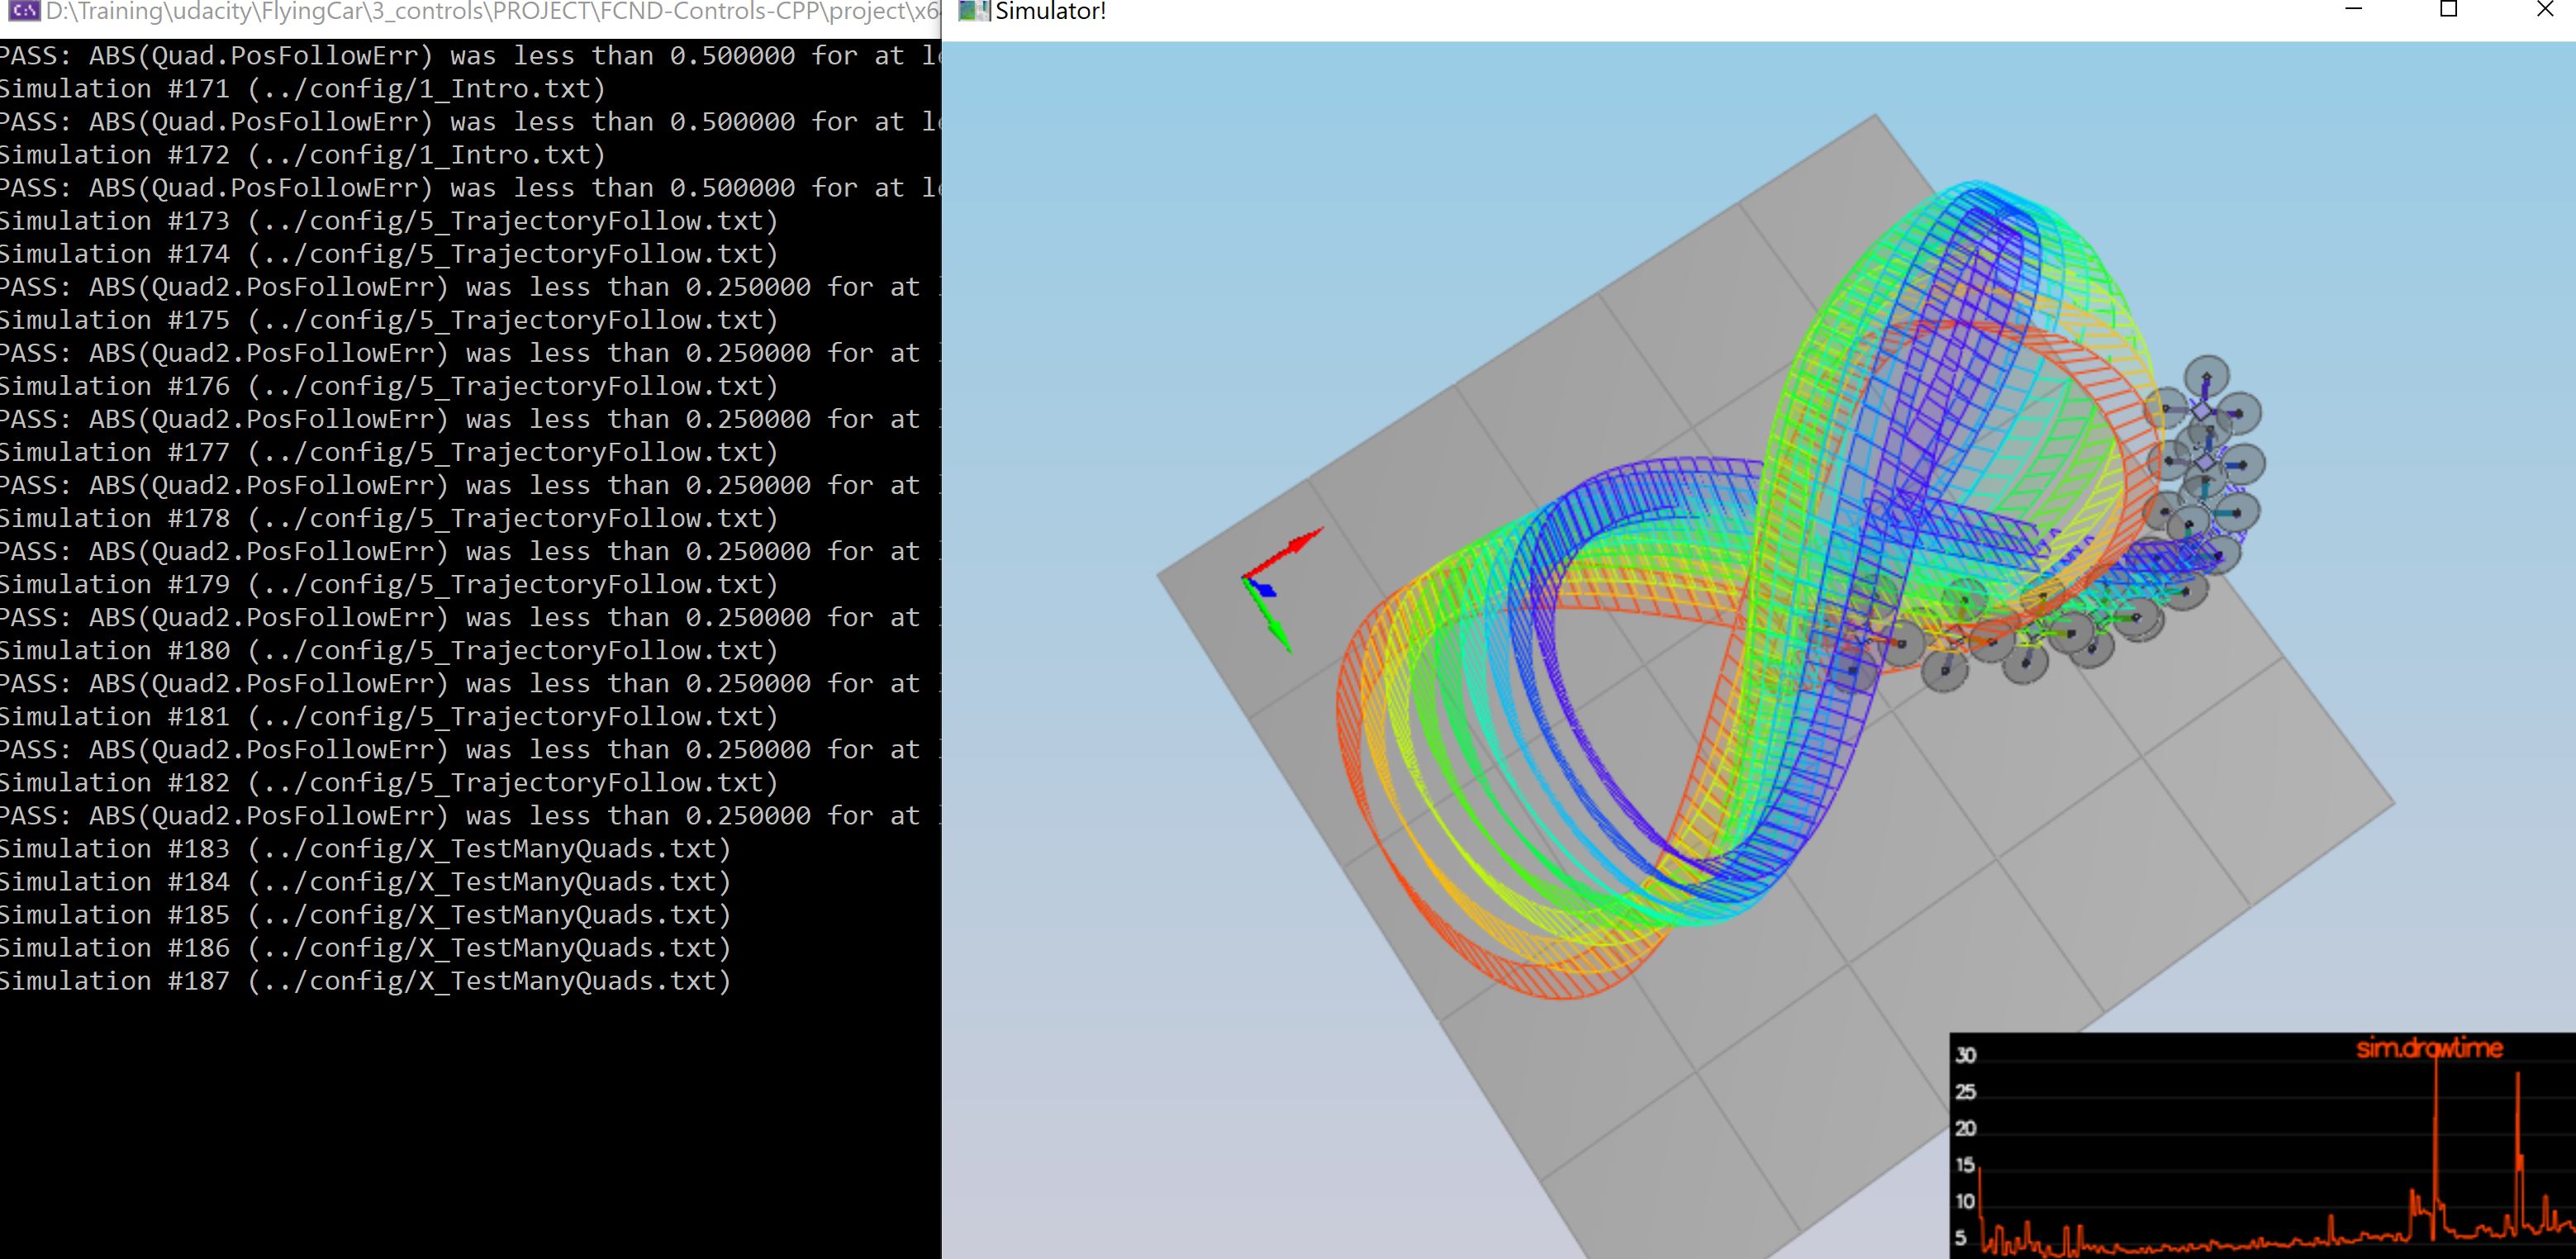 D:\Training\udacity\FlyingCar\3_controls\PROJECT\FCND-Controls-CPP\project\x6
PASS: ABS(Quad.PosFollowErr) was less than 0.500000 for at le
Simulation #171 (../config/1_Intro.txt)
PASS: ABS(Quad.PosFollowErr) was less than 0.500000 for at le
Simulation #172 (../config/1_Intro.txt)
PASS: ABS(Quad.PosFollowErr) was less than 0.500000 for at le
Simulation #173 (../config/5_TrajectoryFollow.txt)
Simulation #174 (../config/5_TrajectoryFollow.txt)
PASS: ABS(Quad2.PosFollowErr) was less than 0.250000 for at
Simulation #175 (../config/5_TrajectoryFollow.txt)
PASS: ABS(Quad2.PosFollowErr) was less than 0.250000 for at
Simulation #176 (../config/5_TrajectoryFollow.txt)
PASS: ABS(Quad2.PosFollowErr) was less than 0.250000 for at
Simulation #177 (../config/5_TrajectoryFollow.txt)
PASS: ABS(Quad2.PosFollowErr) was less than 0.250000 for at
Simulation #178 (../config/5_TrajectoryFollow.txt)
PASS: ABS(Quad2.PosFollowErr) was less than 0.250000 for at
Simulation #179 (../config/5_TrajectoryFollow.txt)
PASS: ABS(Quad2.PosFollowErr) was less than 0.250000 for at
Simulation #180 (../config/5_TrajectoryFollow.txt)
PASS: ABS(Quad2.PosFollowErr) was less than 0.250000 for at
Simulation #181 (../config/5_TrajectoryFollow.txt)
PASS: ABS(Quad2.PosFollowErr) was less than 0.250000 for at
Simulation #182 (../config/5_TrajectoryFollow.txt)
PASS: ABS(Quad2.PosFollowErr) was less than 0.250000 for at
Simulation #183 (../config/X_TestManyQuads.txt)
Simulation #184 (../config/X_TestManyQuads.txt)
Simulation #185 (../config/X_TestManyQuads.txt)
Simulation #186 (../config/X_TestManyQuads.txt)
Simulation #187 (../config/X_TestManyQuads.txt)
Simulator!
sim.drawtime
30
25
20
15
10
5